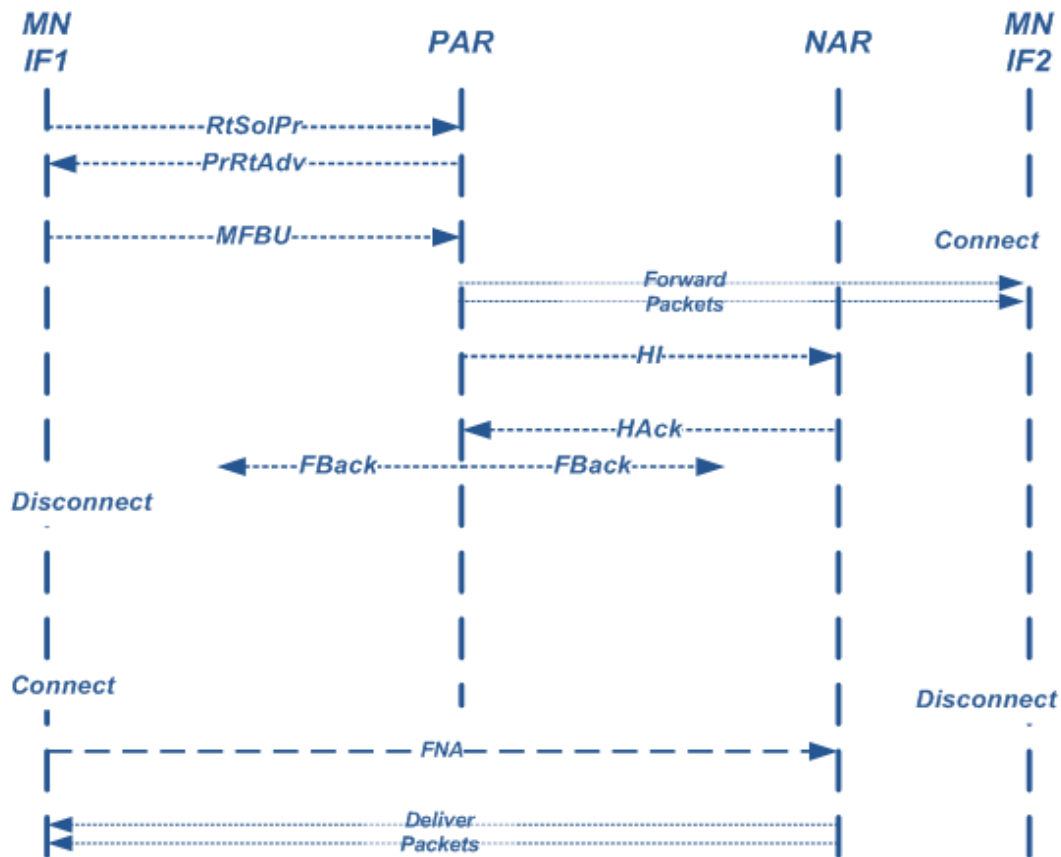 MN
IF1
PAR
NAR
MN
IF2
RtSolPr
PrRtAdv
MFBU
Connect
Forward
Packets
HI
HAck
FBack
FBack
Disconnect
Connect
Disconnect
FNA
Deliver
Packets